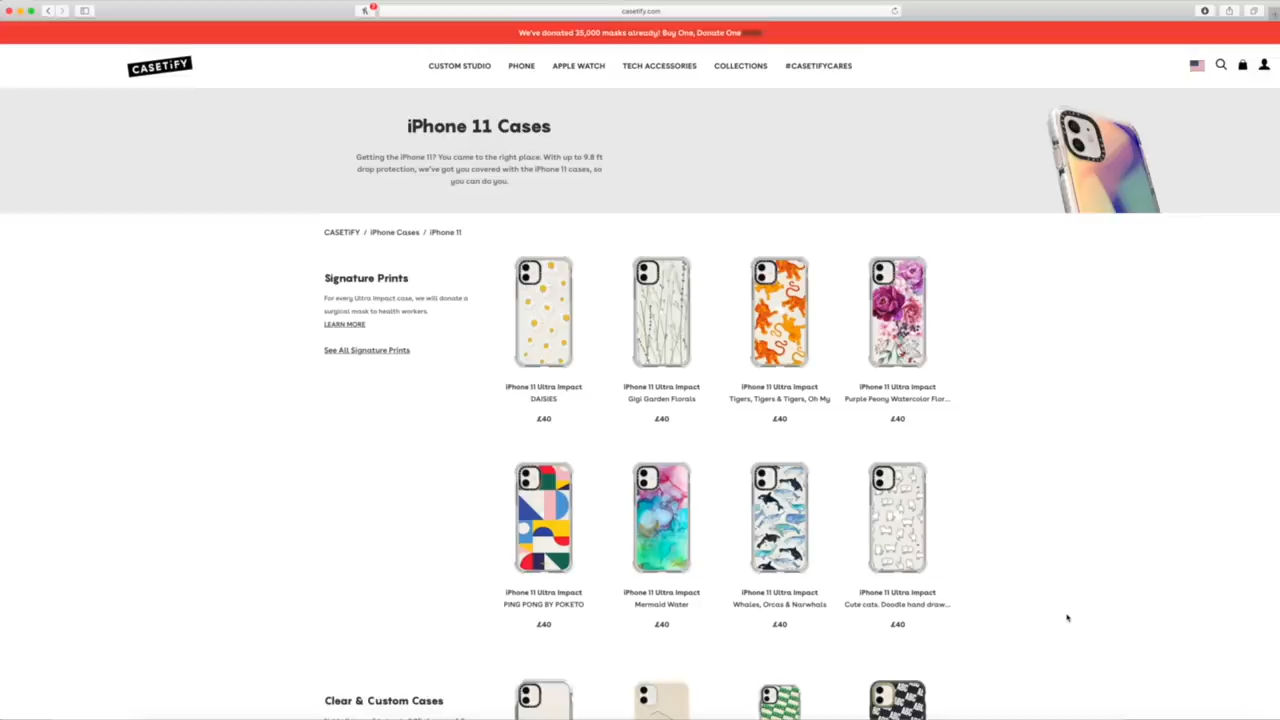 casetify.com
We've donated 35,000 masks already! Buy One, Donate One
CASETiFY
CUSTOM STUDIO PHONE APPLE WATCH TECH ACCESSORIES COLLECTIONS #CASETIFYCARES
iPhone 11 Cases
Getting the iPhone 11? You came to the right place. With up to 9.8 ft
drop protection, we've got you covered with the iPhone 11 cases, so
you can do you.
CASETiFY / iPhone Cases / iPhone 11
Signature Prints
For every Ultra Impact case, we will donate a
surgical mask to health workers.
LEARN MORE
See All Signature Prints
iPhone 11 Ultra Impact
DAISIES
£40
iPhone 11 Ultra Impact
Gigi Garden Florals
£40
iPhone 11 Ultra Impact
Tigers, Tigers & Tigers, Oh My
£40
iPhone 11 Ultra Impact
Purple Peony Watercolor Flor...
£40
iPhone 11 Ultra Impact
PING PONG BY POKETO
£40
iPhone 11 Ultra Impact
Mermaid Water
£40
iPhone 11 Ultra Impact
Whales, Orcas & Narwhals
£40
iPhone 11 Ultra Impact
Cute cats. Doodle hand draw...
£40
Clear & Custom Cases